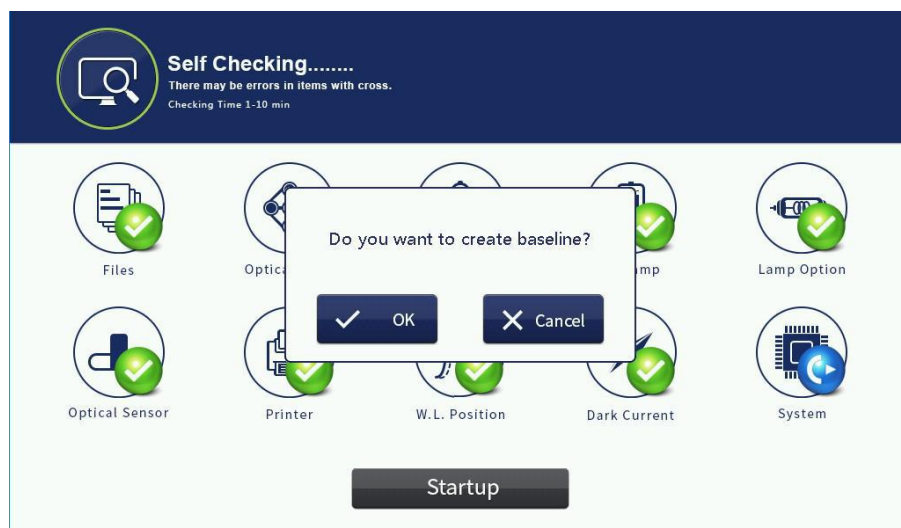 Self Checking........
There may be errors in items with cross.
Checking Time 1-10 min
Do you want to create baseline?
OK
Cancel
Files
Lamp Option
Optical Sensor
Printer
W.L. Position
Dark Current
System
Startup